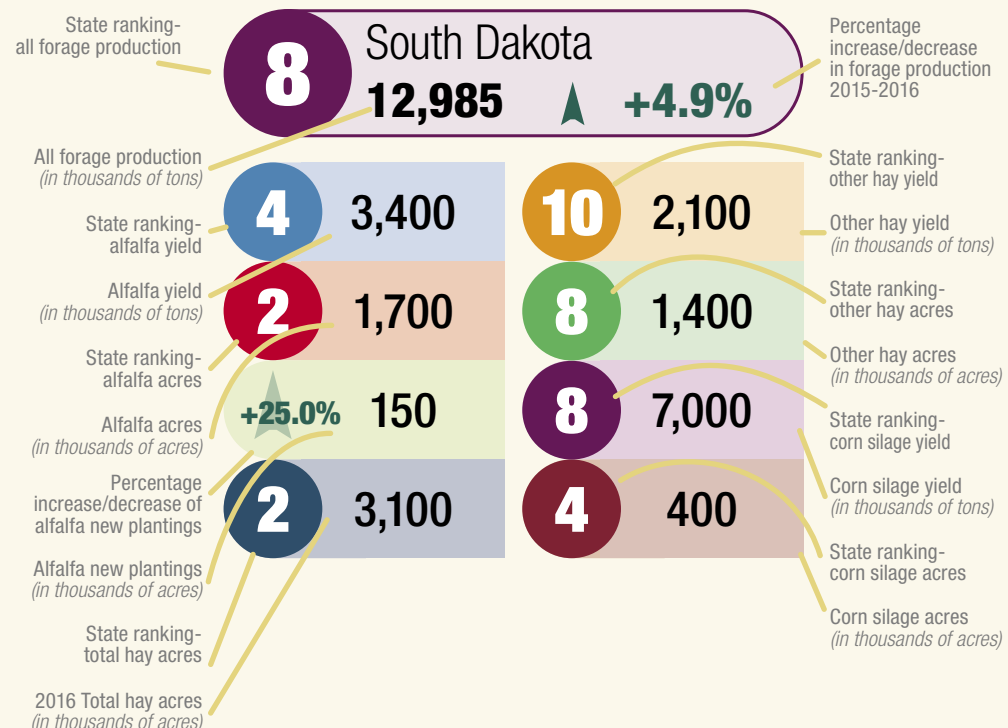 State ranking-
all forage production
8
South Dakota
12,985
+4.9%
Percentage
increase/decrease
in forage production
2015-2016
All forage production
(in thousands of tons)
State ranking-
alfalfa yield
Alfalfa yield
(in thousands of tons)
State ranking-
alfalfa acres
Alfalfa acres
(in thousands of acres)
Percentage
increase/decrease of
alfalfa new plantings
Alfalfa new plantings
(in thousands of acres)
State ranking-
total hay acres
2016 Total hay acres
(in thousands of acres)
4 3,400
2 1,700
+25.0% 150
2 3,100
10 2,100
8 1,400
8 7,000
4 400
State ranking-
other hay yield
Other hay yield
(in thousands of tons)
State ranking-
other hay acres
Other hay acres
(in thousands of acres)
State ranking-
corn silage yield
Corn silage yield
(in thousands of tons)
State ranking-
corn silage acres
Corn silage acres
(in thousands of acres)